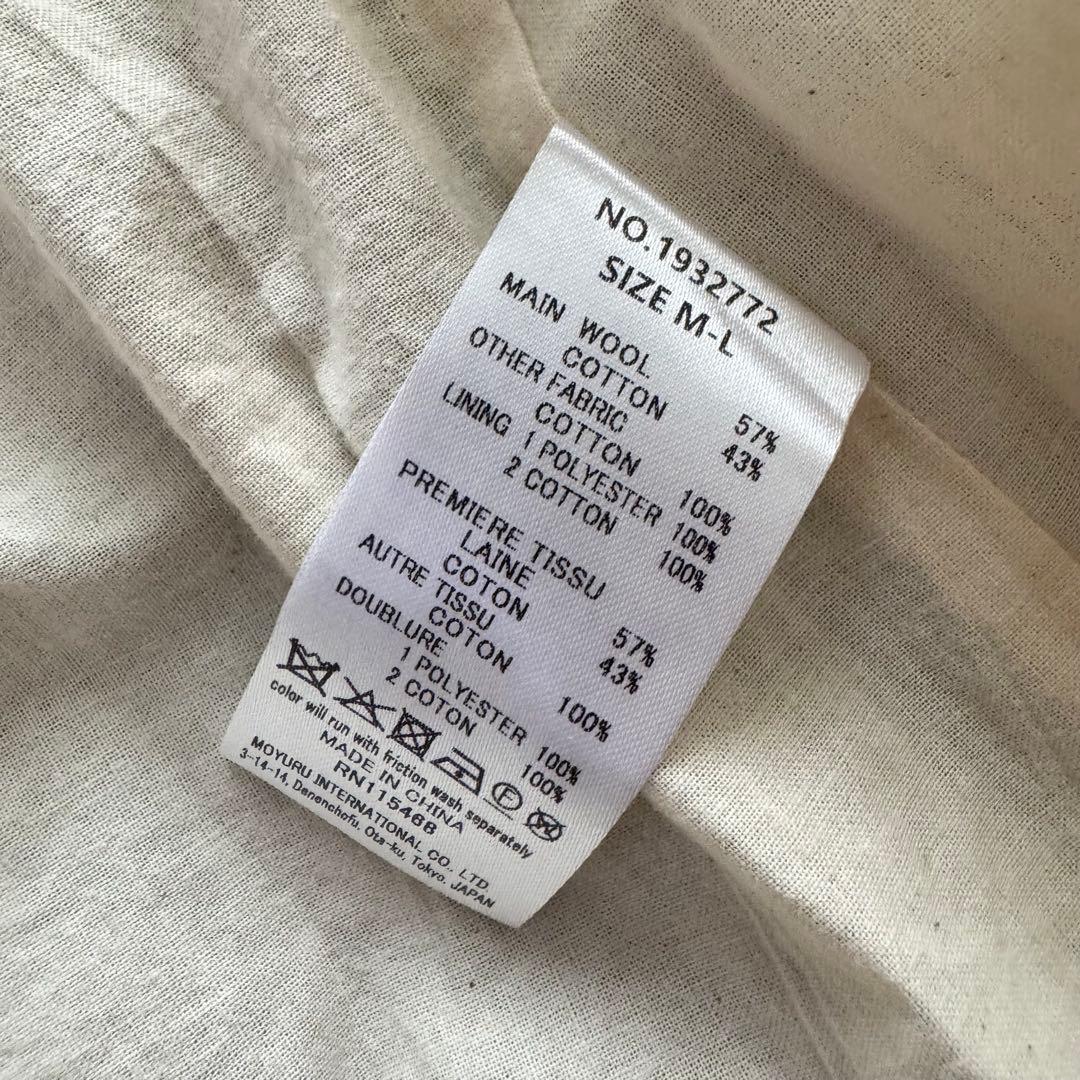 NO.1932772
SIZE M-L
MAIN WOOL 57%
COTTON 43%
OTHER FABRIC
COTTON 100%
LINING 1 POLYESTER 100%
2 COTTON 100%
PREMIERE TISSU
LAINE 57%
COTON 43%
AUTRE TISSU
COTON 100%
DOUBLURE
1 POLYESTER 100%
2 COTON 100%
F W
color will run with friction wash separately
MADE IN CHINA
RN115468
MOYURU INTERNATIONAL CO., LTD.
3-14-14, Denenchofu, Ota-ku, Tokyo, JAPAN